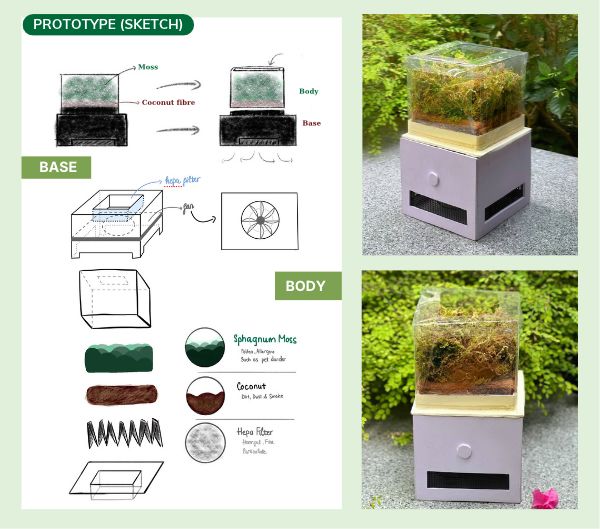 PROTOTYPE (SKETCH)
Moss
Coconut fibre
Body
Base
BASE
hepa filter
fan
BODY
Sphagnum Moss
Pollen, Allergens
Such as pet dander
Coconut
Dirt, Dust & Smoke
Hepa Filter
Fine
Particulate